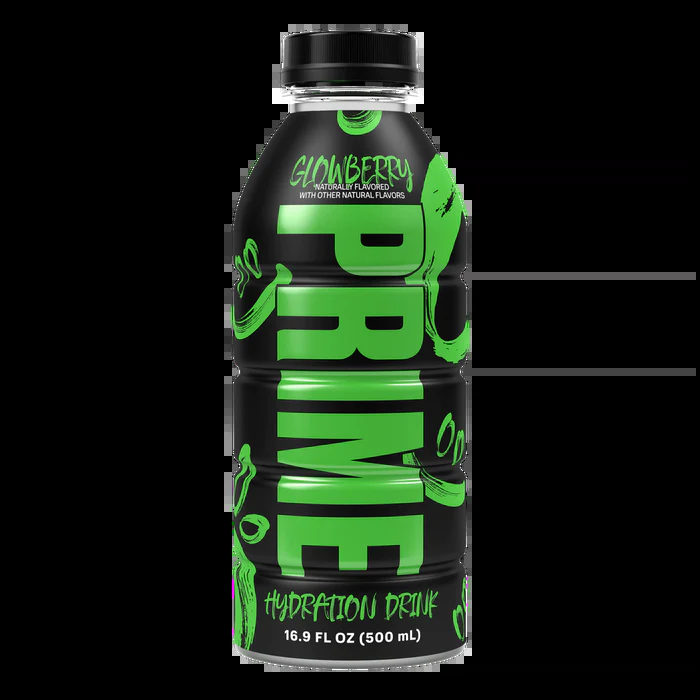 GLOWBERRY
NATURALLY FLAVORED
WITH OTHER NATURAL FLAVORS
PRIME
HYDRATION DRINK
16.9 FL OZ (500 mL)